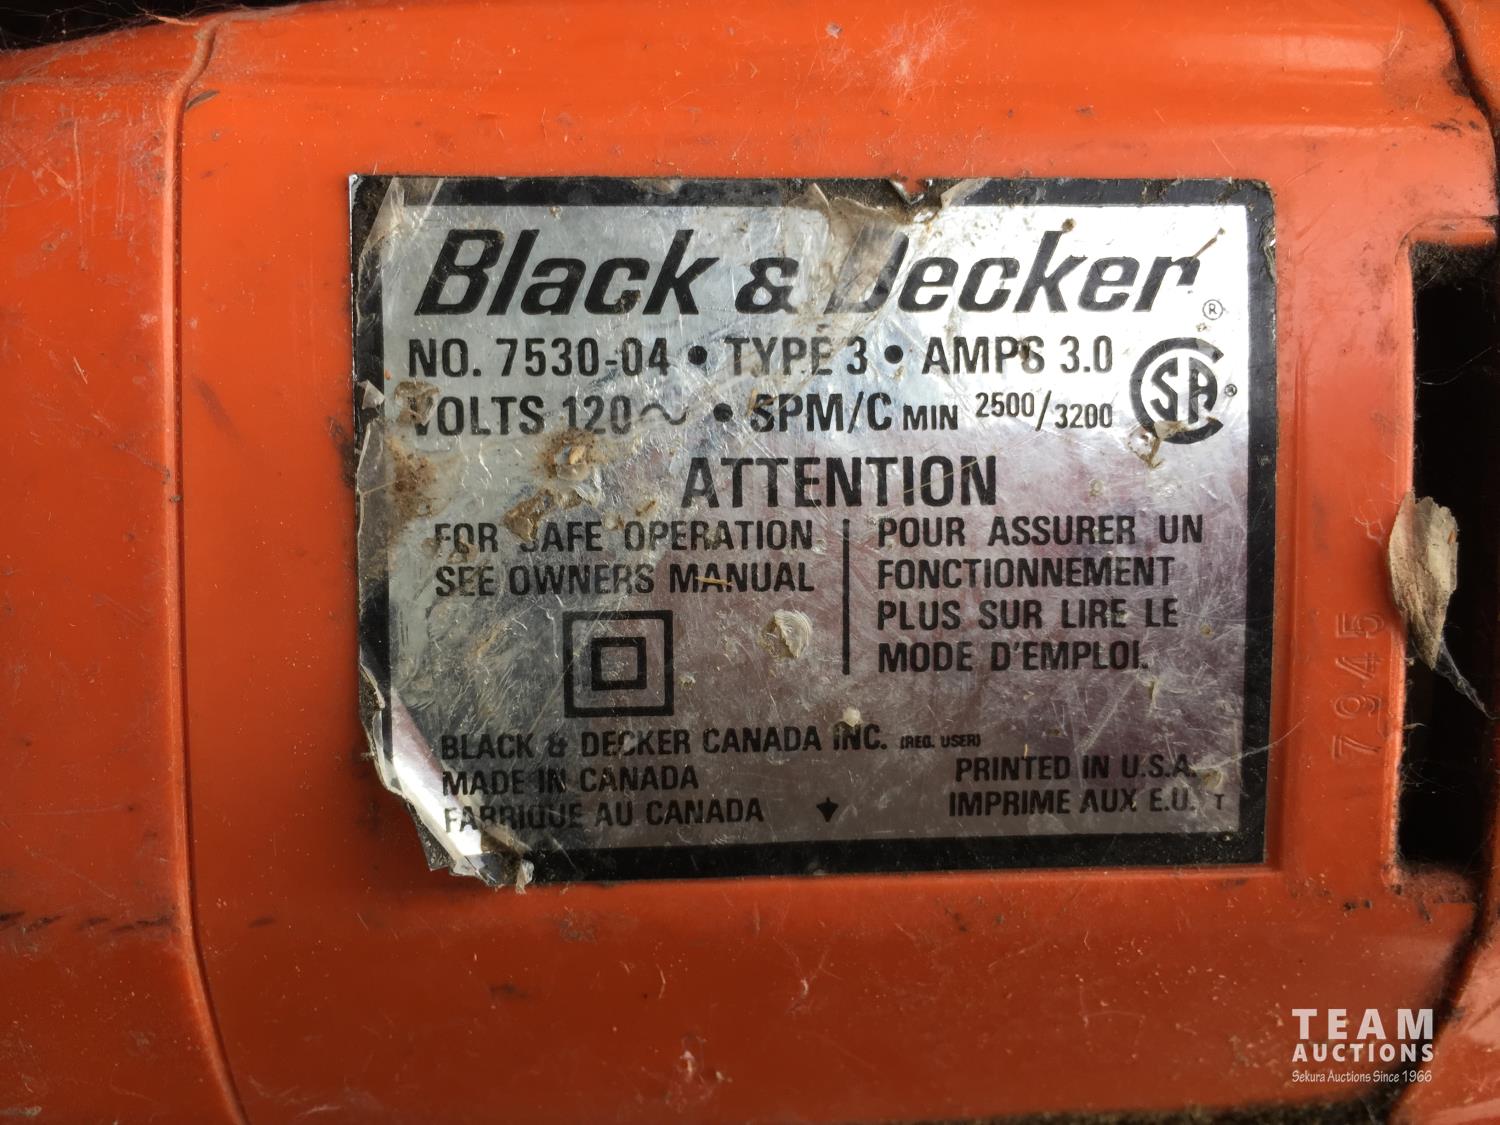 Black & Decker ®
NO. 7530-04 • TYPE 3 • AMPS 3.0
VOLTS 120 ~ • SPM/C MIN 2500/3200
CSA ®
ATTENTION
FOR SAFE OPERATION
SEE OWNERS MANUAL
POUR ASSURER UN
FONCTIONNEMENT
PLUS SUR LIRE LE
MODE D'EMPLOI.
BLACK & DECKER CANADA INC. (REG. USER)
MADE IN CANADA
FABRIQUE AU CANADA
PRINTED IN U.S.A.
IMPRIME AUX E.U. T
7945
TEAM
AUCTIONS
Sekura Auctions Since 1966